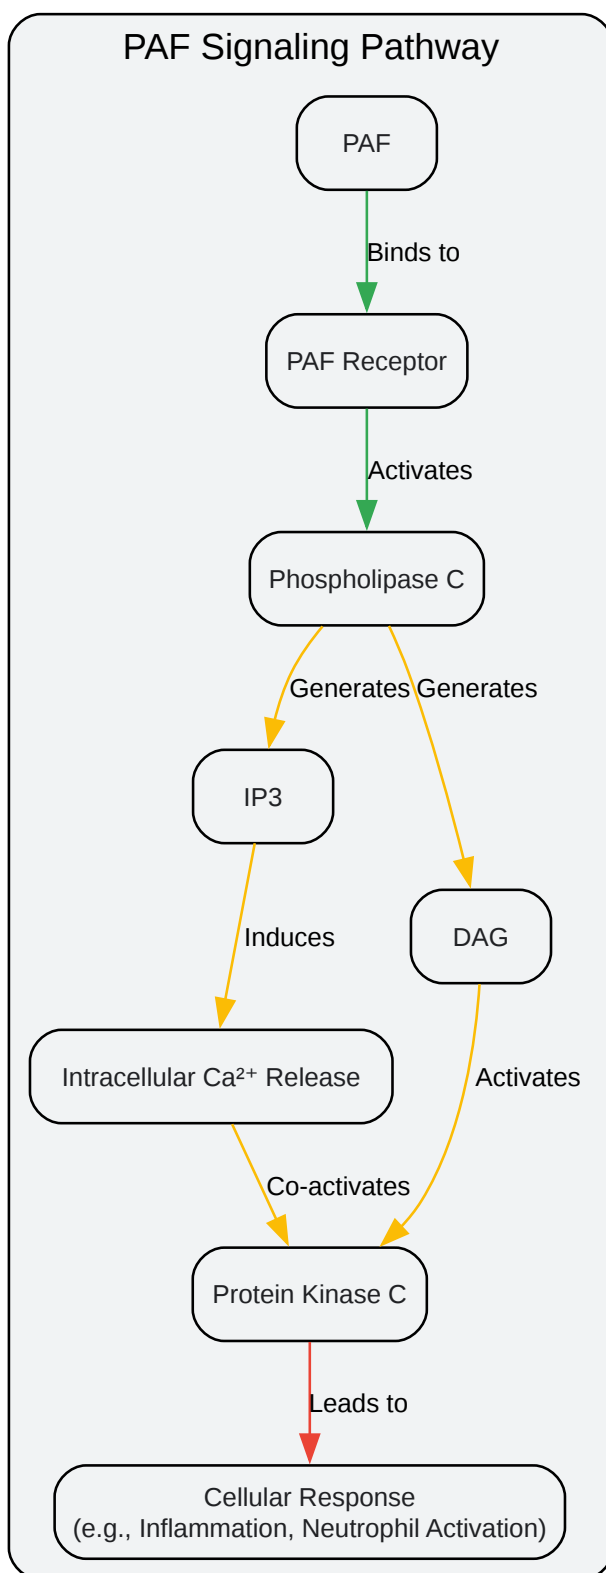 PAF Signaling Pathway
PAF
Binds to
PAF Receptor
Activates
Phospholipase C
Generates
Generates
IP3
DAG
Induces
Intracellular Ca²⁺ Release
Activates
Co-activates
Protein Kinase C
Leads to
Cellular Response
(e.g., Inflammation, Neutrophil Activation)